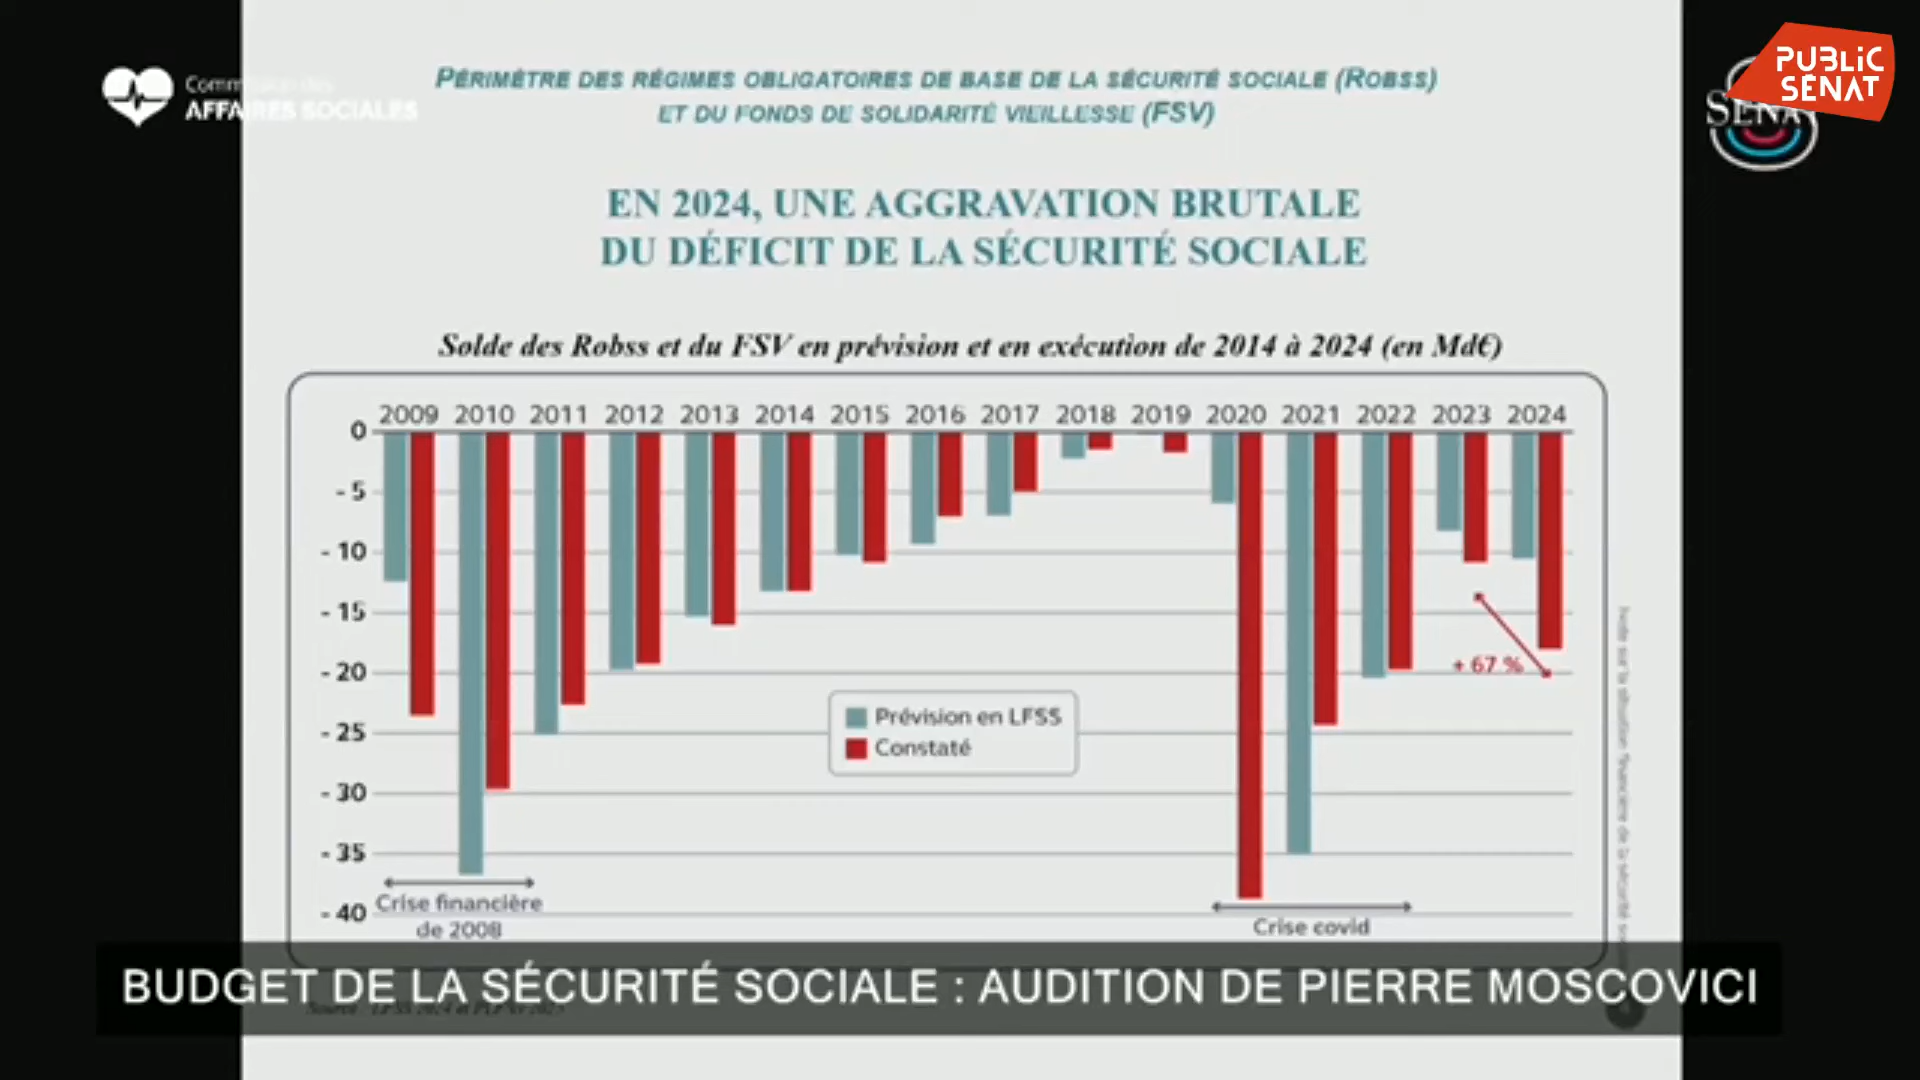 Commission des
AFFAIRES SOCIALES
PUBLIC
SÉNAT
SÉNA
PÉRIMÈTRE DES RÉGIMES OBLIGATOIRES DE BASE DE LA SÉCURITÉ SOCIALE (ROBSS)
ET DU FONDS DE SOLIDARITÉ VIEILLESSE (FSV)
EN 2024, UNE AGGRAVATION BRUTALE
DU DÉFICIT DE LA SÉCURITÉ SOCIALE
Solde des Robss et du FSV en prévision et en exécution de 2014 à 2024 (en Md€)
2009 2010 2011 2012 2013 2014 2015 2016 2017 2018 2019 2020 2021 2022 2023 2024
0
- 5
- 10
- 15
- 20
- 25
- 30
- 35
- 40
+ 67 %
Prévision en LFSS
Constaté
Crise financière
de 2008
Crise covid
BUDGET DE LA SÉCURITÉ SOCIALE : AUDITION DE PIERRE MOSCOVICI